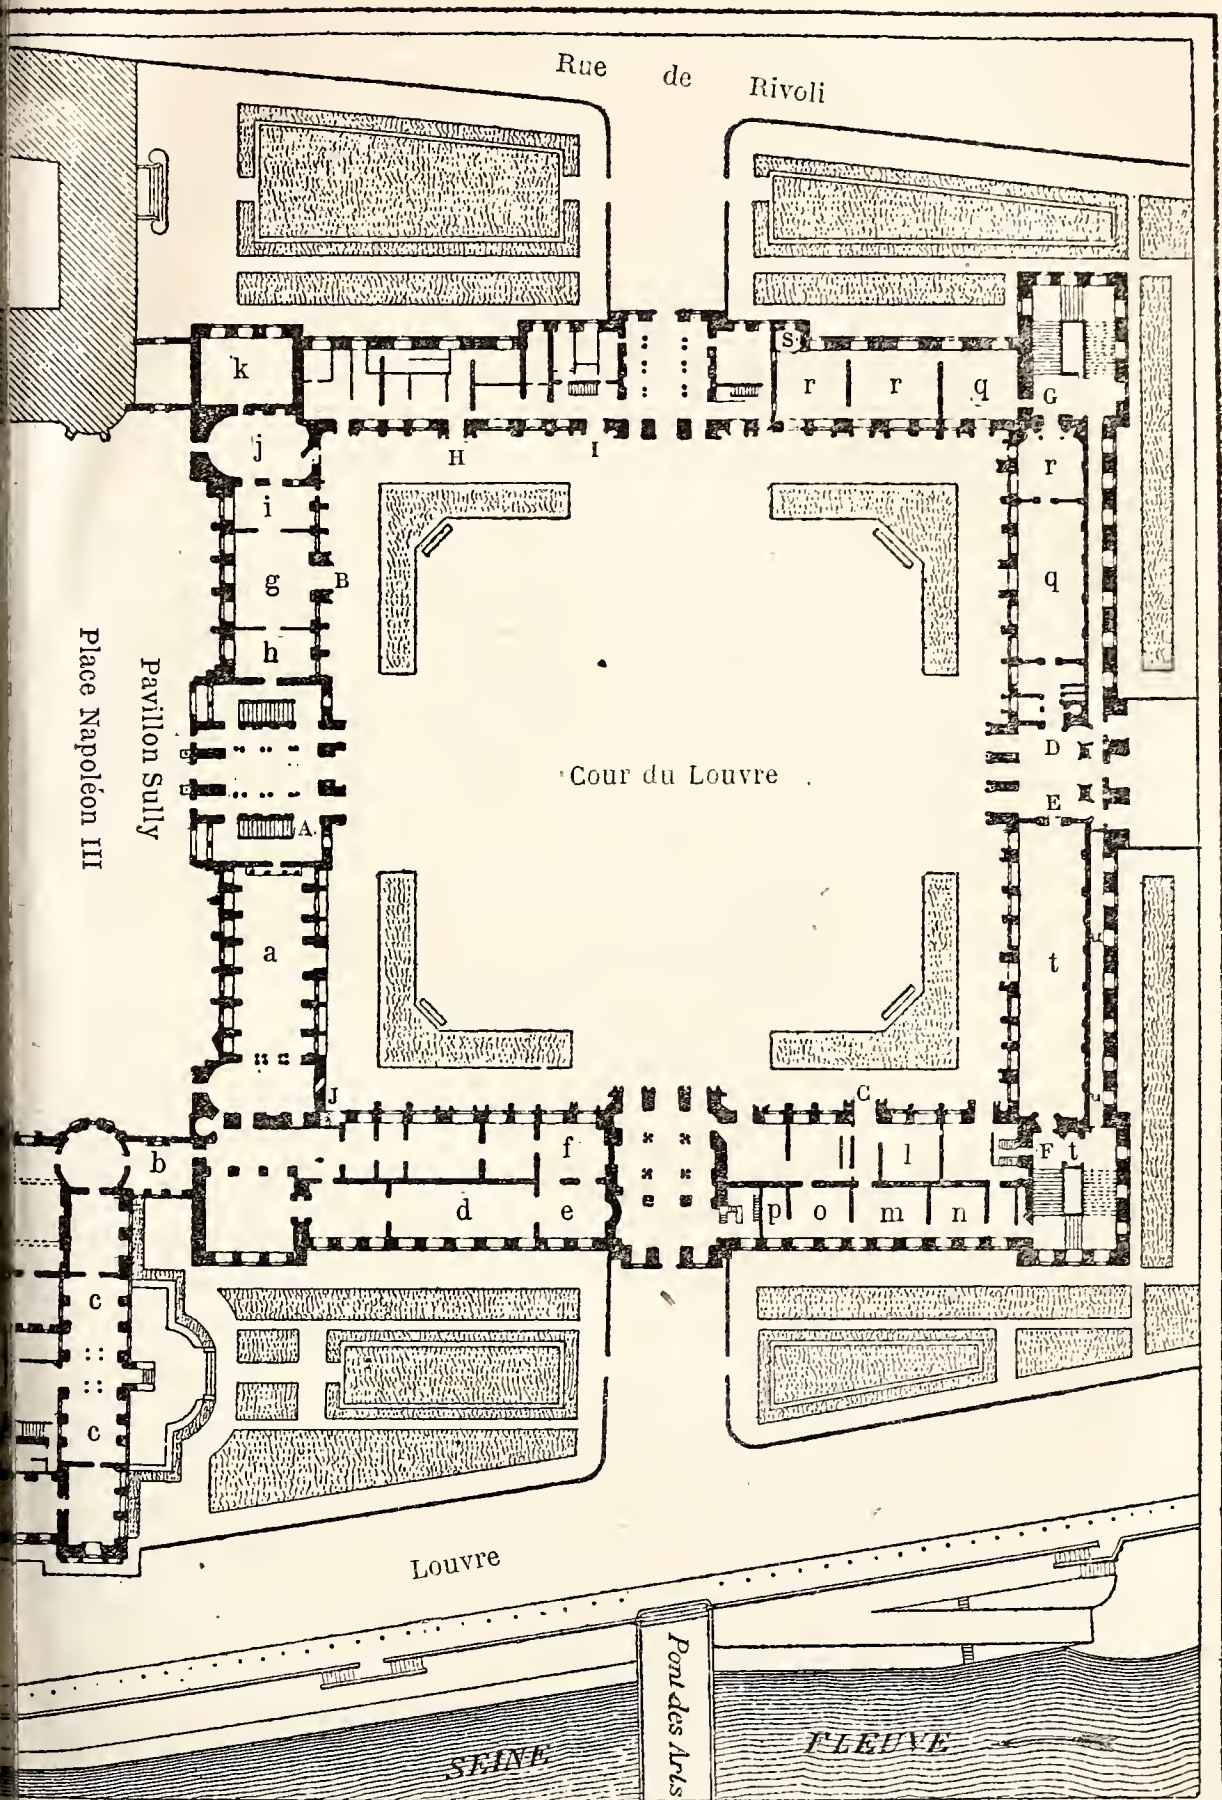 Rue de Rivoli
k
s
r r q
G
j
H
I
r
i
g
B
q
h
Place Napoléon III
Pavillon Sully
D
Cour du Louvre
E
A
a
u
t
J
C
u
b
f
l
F t
d
e
p o m n
c
c
Louvre
Pont des Arts
SEINE
FLEUVE